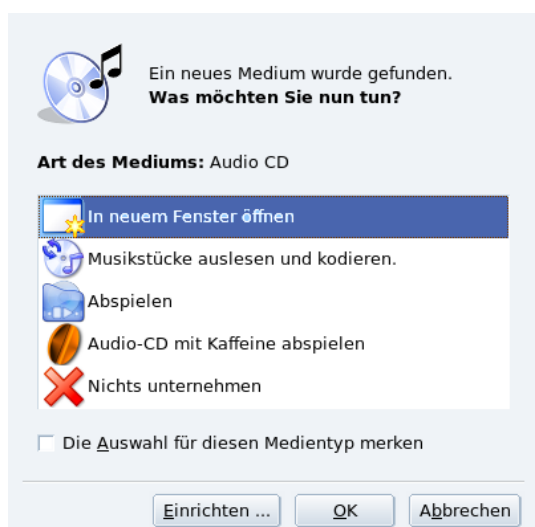 Ein neues Medium wurde gefunden.
Was möchten Sie nun tun?
Art des Mediums: Audio CD
In neuem Fenster öffnen
Musikstücke auslesen und kodieren.
Abspielen
Audio-CD mit Kaffeine abspielen
Nichts unternehmen
Die Auswahl für diesen Medientyp merken
Einrichten ... OK Abbrechen